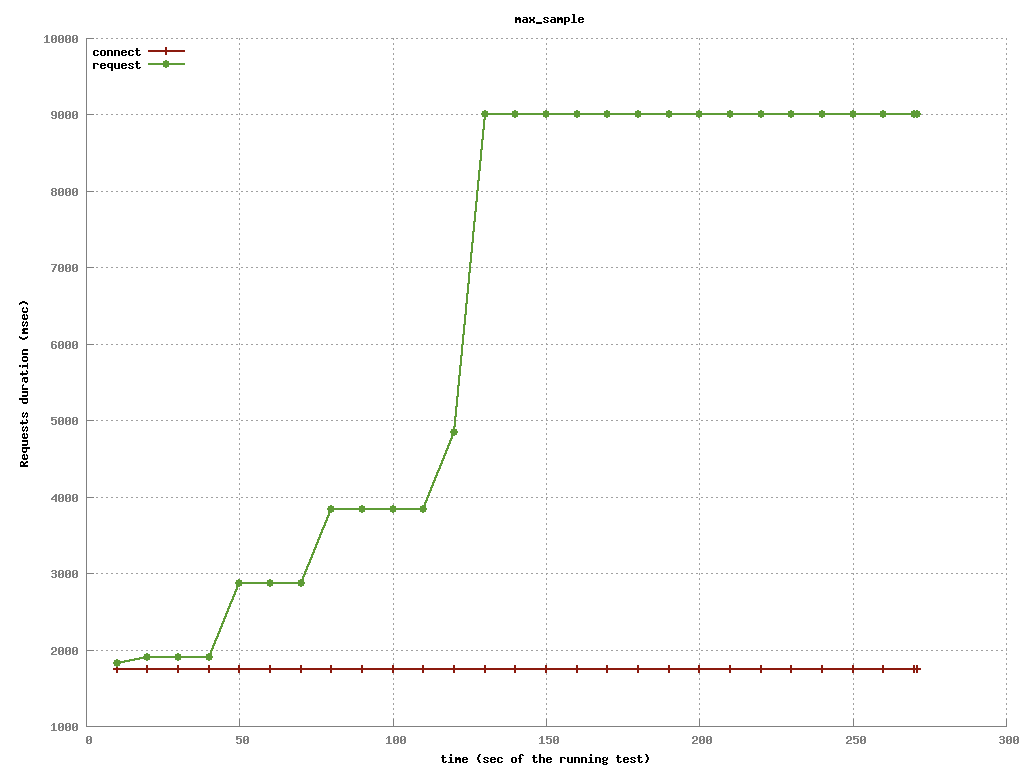 max_sample
connect
request
10000
9000
8000
7000
6000
5000
4000
3000
2000
1000
Requests duration (msec)
0 50 100 150 200 250 300
time (sec of the running test)